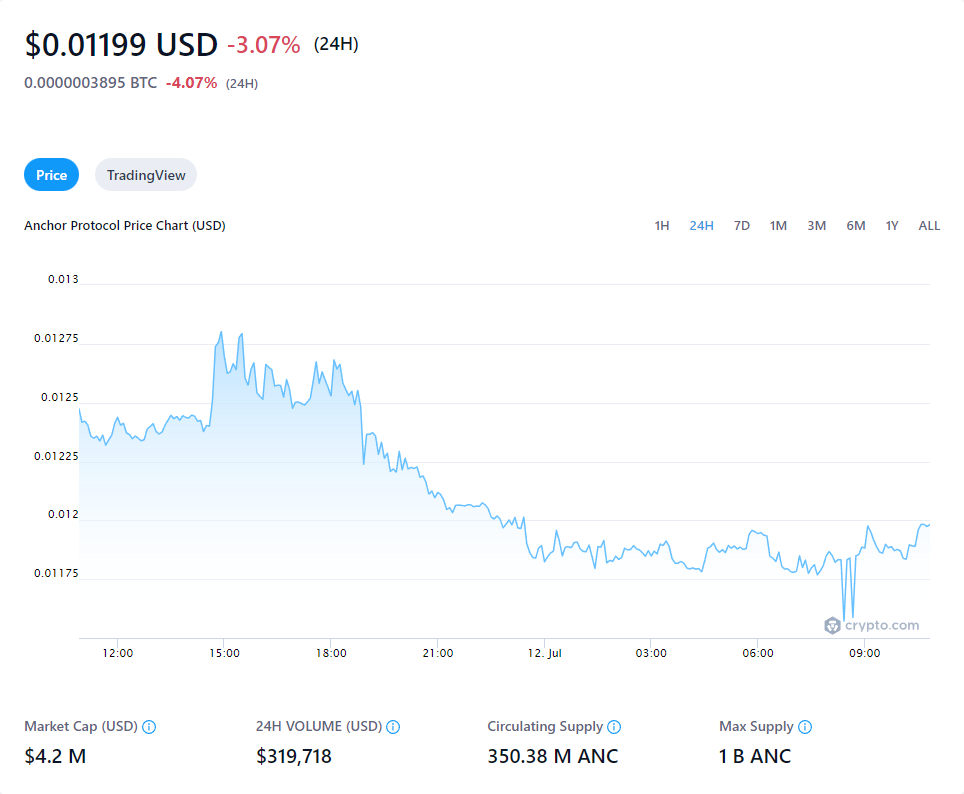 $0.01199 USD -3.07% (24H)
0.0000003895 BTC -4.07% (24H)
Price TradingView
Anchor Protocol Price Chart (USD) 1H 24H 7D 1M 3M 6M 1Y ALL
0.013
0.01275
0.0125
0.01225
0.012
0.01175
crypto.com
12:00 15:00 18:00 21:00 12. Jul 03:00 06:00 09:00
Market Cap (USD) 24H VOLUME (USD) Circulating Supply Max Supply
$4.2 M $319,718 350.38 M ANC 1 B ANC